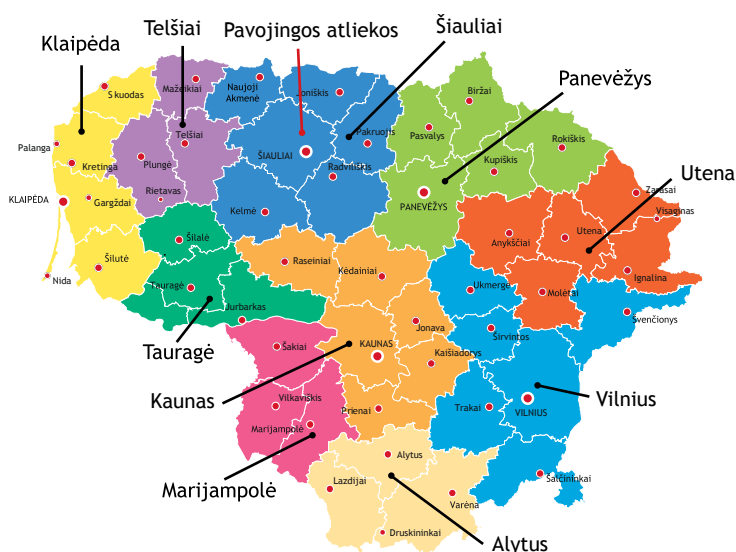 Telšiai
Pavojingos atliekos
Šiauliai
Klaipėda
Panevėžys
Utena
Tauragė
Kaunas
Vilnius
Marijampolė
Alytus
Skuodas
Mažeikiai
Naujoji
Akmenė
Joniškis
Biržai
Palanga
Kretinga
Plungė
Telšiai
ŠIAULIAI
Pakruojis
Pasvalys
Rokiškis
Radviliškis
Kupiškis
Rietavas
KLAIPĖDA
Gargždai
Kelmė
PANEVĖŽYS
Zarasai
Visaginas
Šilalė
Anykščiai
Utena
Šilutė
Raseiniai
Kėdainiai
Ignalina
Nida
Tauragė
Ukmergė
Molėtai
Jurbarkas
Jonava
Širvintos
Švenčionys
Šakiai
KAUNAS
Kaišiadorys
Vilkaviškis
Prienai
Trakai
VILNIUS
Marijampolė
Alytus
Lazdijai
Varėna
Šalčininkai
Druskininkai